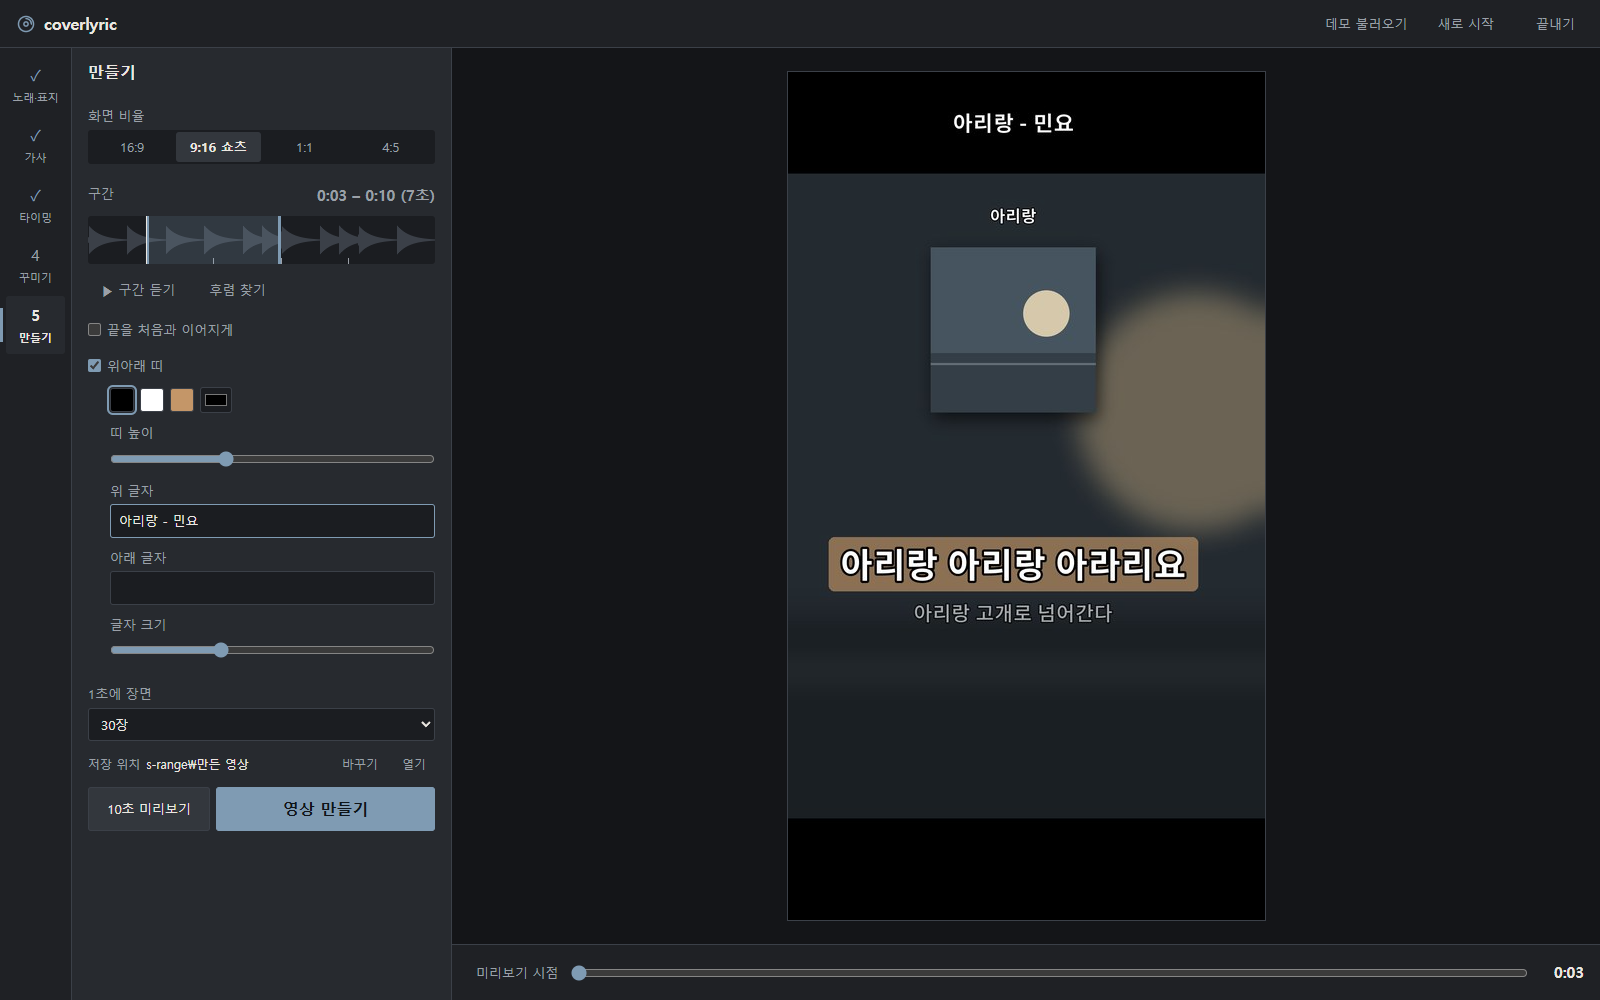 coverlyric
데모 불러오기
새로 시작
끝내기
✓
노래·표지
✓
가사
✓
타이밍
4
꾸미기
5
만들기
만들기
화면 비율
16:9
9:16 쇼츠
1:1
4:5
구간
0:03 – 0:10 (7초)
▶ 구간 듣기
후렴 찾기
끝을 처음과 이어지게
위아래 띠
띠 높이
위 글자
아리랑 - 민요
아래 글자
글자 크기
1초에 장면
30장
저장 위치 s-range₩만든 영상
바꾸기
열기
10초 미리보기
영상 만들기
아리랑 - 민요
아리랑
아리랑 아리랑 아라리요
아리랑 고개로 넘어간다
미리보기 시점
0:03